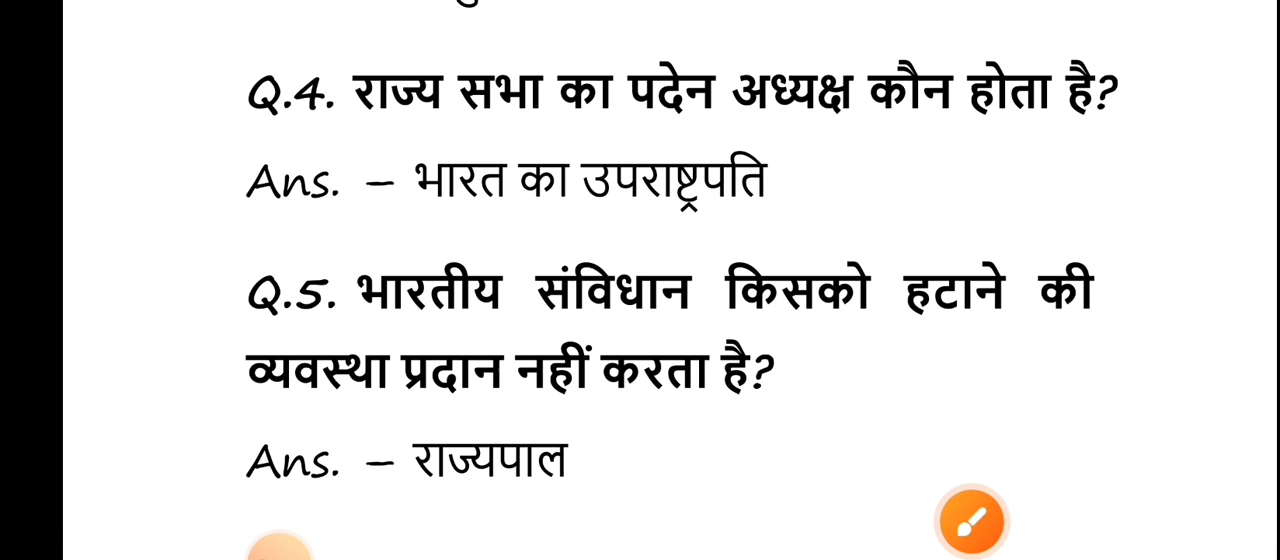 Q.4. राज्य सभा का पदेन अध्यक्ष कौन होता है?
Ans. – भारत का उपराष्ट्रपति
Q.5. भारतीय संविधान किसको हटाने की
व्यवस्था प्रदान नहीं करता है?
Ans. – राज्यपाल